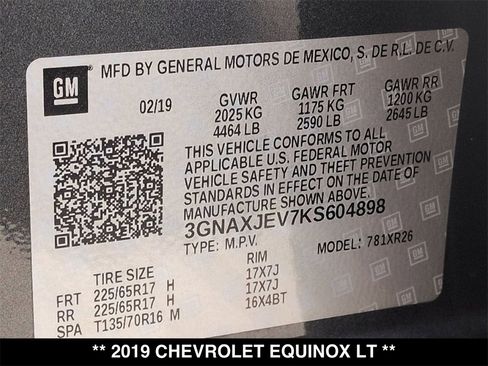 GM
MFD BY GENERAL MOTORS DE MEXICO, S. DE R.L. DE C.V.
02/19 GVWR GAWR FRT GAWR RR
2025 KG 1175 KG 1200 KG
4464 LB 2590 LB 2645 LB
THIS VEHICLE CONFORMS TO ALL
APPLICABLE U.S. FEDERAL MOTOR
VEHICLE SAFETY AND THEFT PREVENTION
STANDARDS IN EFFECT ON THE DATE OF
MANUFACTURE SHOWN ABOVE.
3GNAXJEV7KS604898
TYPE: M.P.V. MODEL: 781XR26
TIRE SIZE RIM
FRT 225/65R17 H 17X7J
RR 225/65R17 H 17X7J
SPA T135/70R16 M 16X4BT
** 2019 CHEVROLET EQUINOX LT **